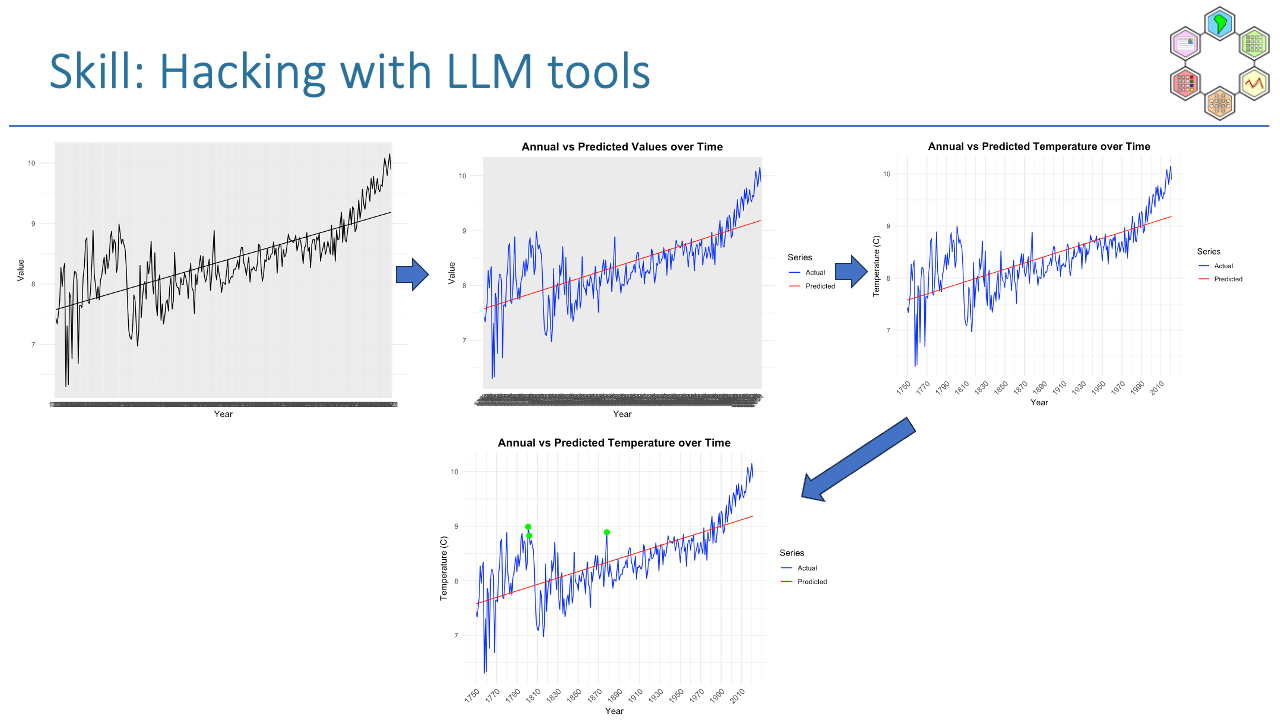 Skill: Hacking with LLM tools
Value
10
9
8
7
Year
Annual vs Predicted Values over Time
Value
10
9
8
7
Year
Series
Actual
Predicted
Annual vs Predicted Temperature over Time
Temperature (C)
10
9
8
7
1750 1770 1790 1810 1830 1850 1870 1890 1910 1930 1950 1970 1990 2010
Year
Series
Actual
Predicted
Annual vs Predicted Temperature over Time
Temperature (C)
10
9
8
7
1750 1770 1790 1810 1830 1850 1870 1890 1910 1930 1950 1970 1990 2010
Year
Series
Actual
Predicted